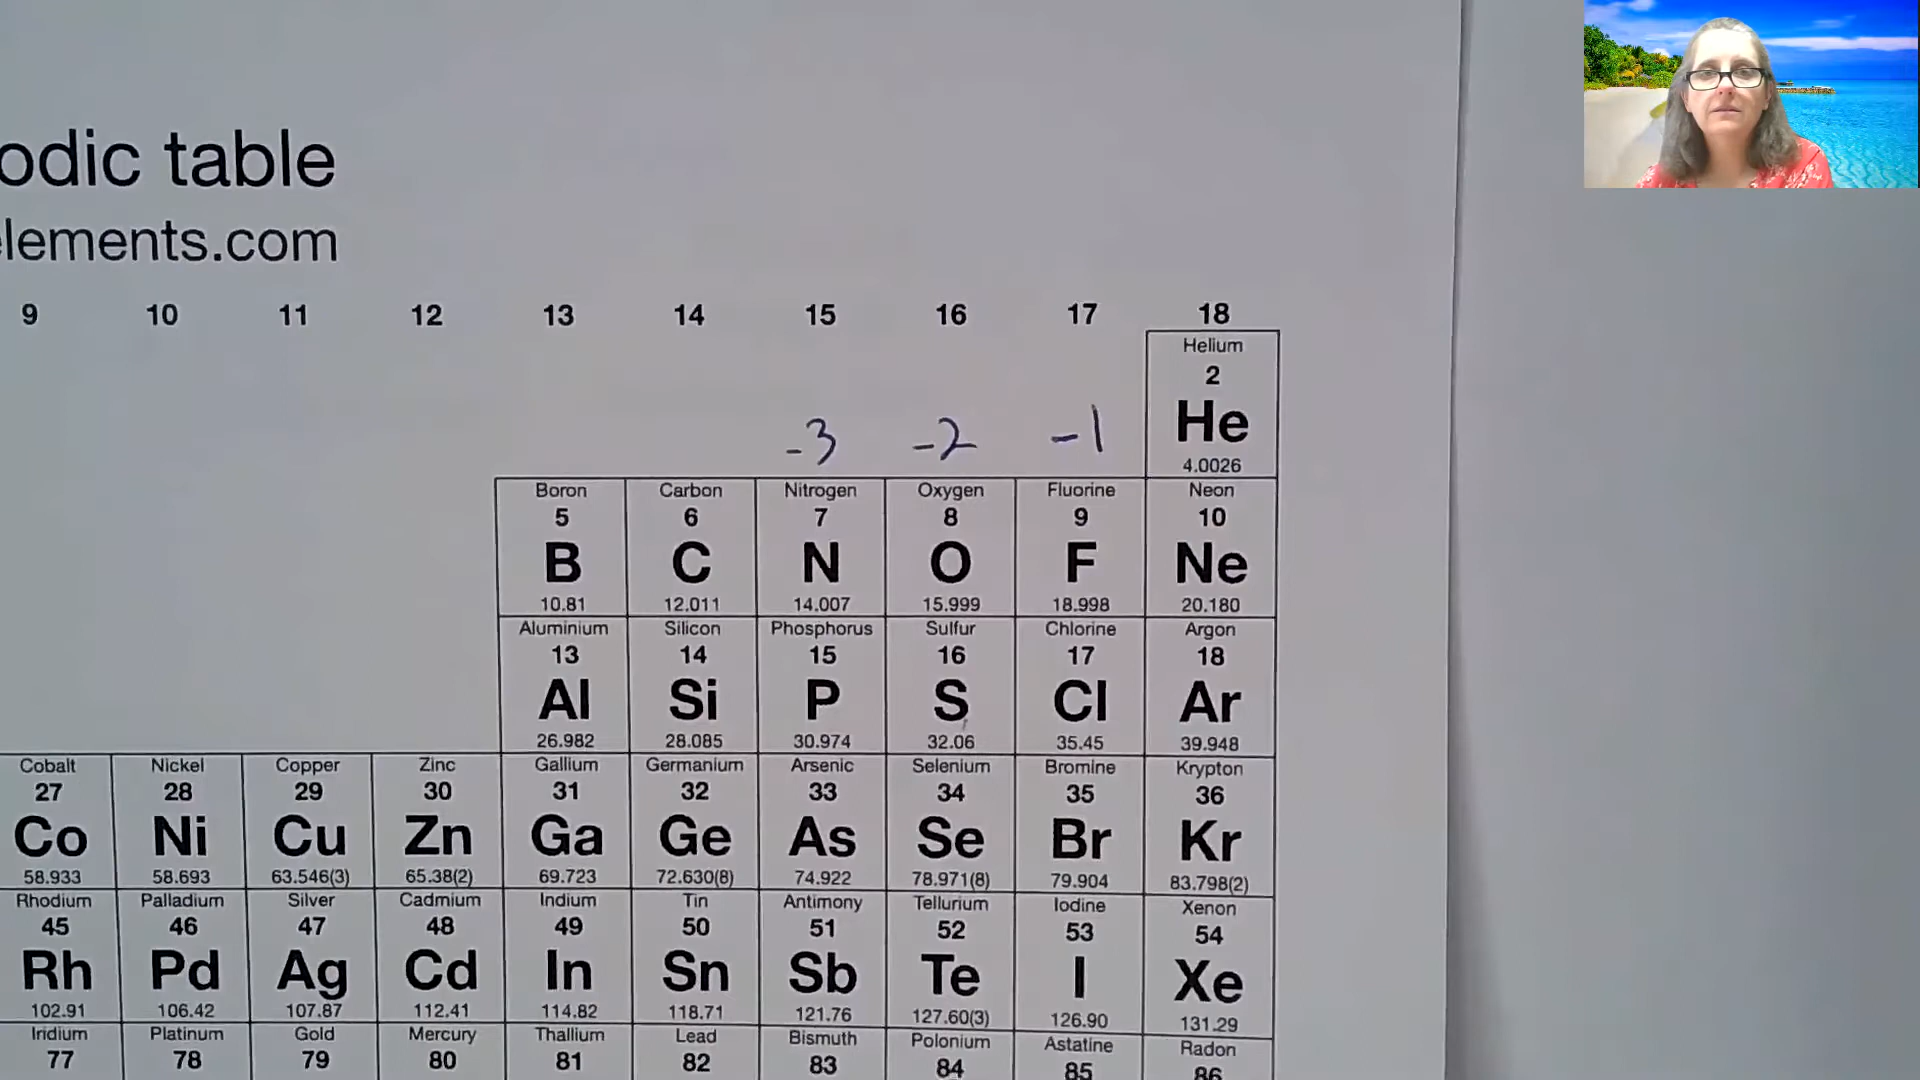 odic table
elements.com
9 10 11 12 13 14 15 16 17 18
Helium
2
He
4.0026
-3 -2 -1
Boron Carbon Nitrogen Oxygen Fluorine Neon
5 6 7 8 9 10
B C N O F Ne
10.81 12.011 14.007 15.999 18.998 20.180
Aluminium Silicon Phosphorus Sulfur Chlorine Argon
13 14 15 16 17 18
Al Si P S Cl Ar
26.982 28.085 30.974 32.06 35.45 39.948
Cobalt Nickel Copper Zinc Gallium Germanium Arsenic Selenium Bromine Krypton
27 28 29 30 31 32 33 34 35 36
Co Ni Cu Zn Ga Ge As Se Br Kr
58.933 58.693 63.546(3) 65.38(2) 69.723 72.630(8) 74.922 78.971(8) 79.904 83.798(2)
Rhodium Palladium Silver Cadmium Indium Tin Antimony Tellurium Iodine Xenon
45 46 47 48 49 50 51 52 53 54
Rh Pd Ag Cd In Sn Sb Te I Xe
102.91 106.42 107.87 112.41 114.82 118.71 121.76 127.60(3) 126.90 131.29
Iridium Platinum Gold Mercury Thallium Lead Bismuth Polonium Astatine Radon
77 78 79 80 81 82 83 84 85 86